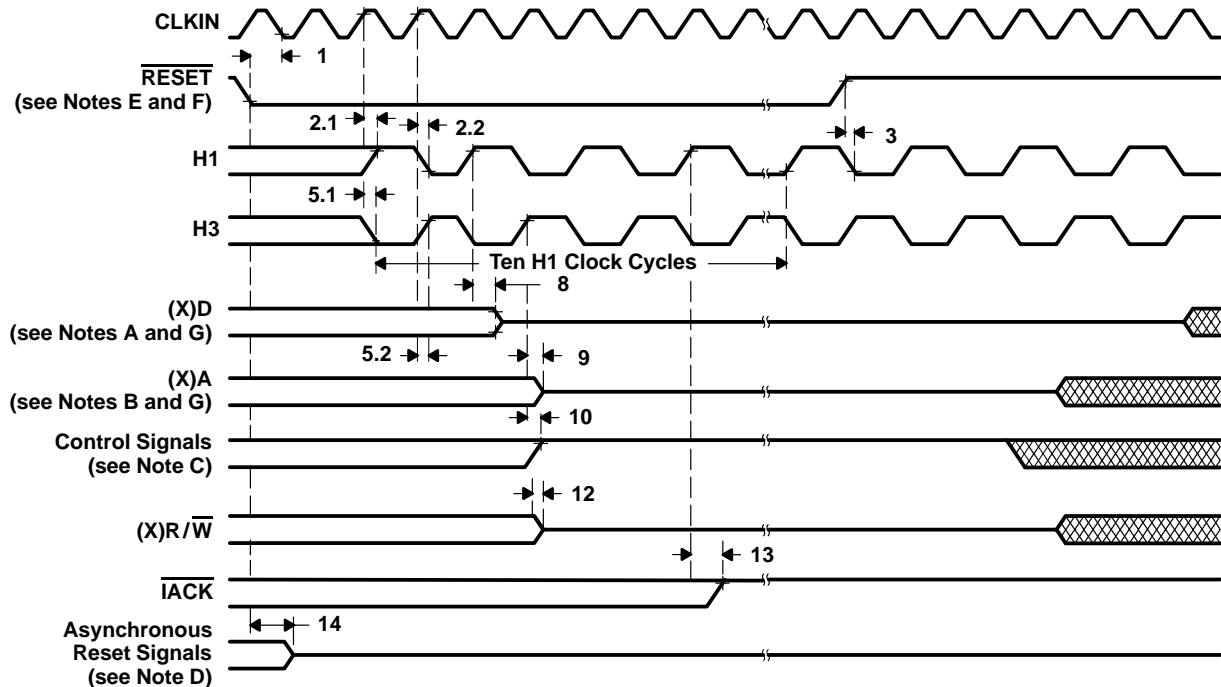 CLKIN
1
RESET
(see Notes E and F)
2.1
2.2
3
H1
5.1
H3
Ten H1 Clock Cycles
8
(X)D
(see Notes A and G)
5.2
9
(X)A
(see Notes B and G)
10
Control Signals
(see Note C)
12
(X)R/W
13
IACK
14
Asynchronous
Reset Signals
(see Note D)